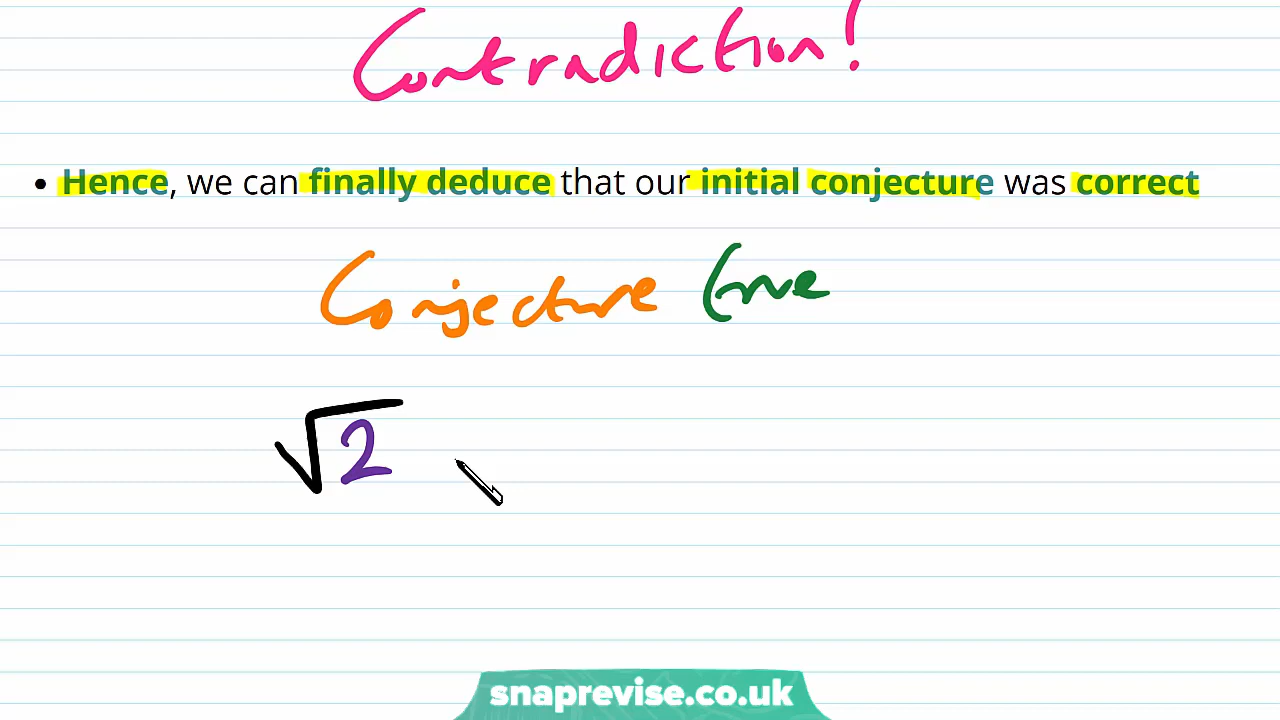 Contradiction!
• Hence, we can finally deduce that our initial conjecture was correct
Conjecture true
√2
snaprevise.co.uk